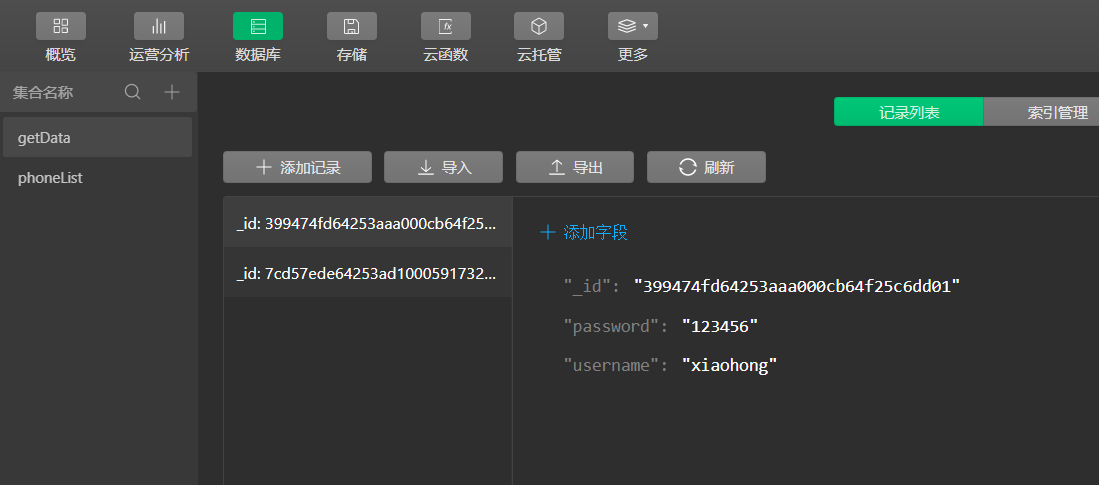 概览 运营分析 数据库 存储 云函数 云托管 更多
集合名称
getData
phoneList
记录列表 索引管理
添加记录 导入 导出 刷新
_id: 399474fd64253aaa000cb64f25...
_id: 7cd57ede64253ad1000591732...
添加字段
"_id": "399474fd64253aaa000cb64f25c6dd01"
"password": "123456"
"username": "xiaohong"